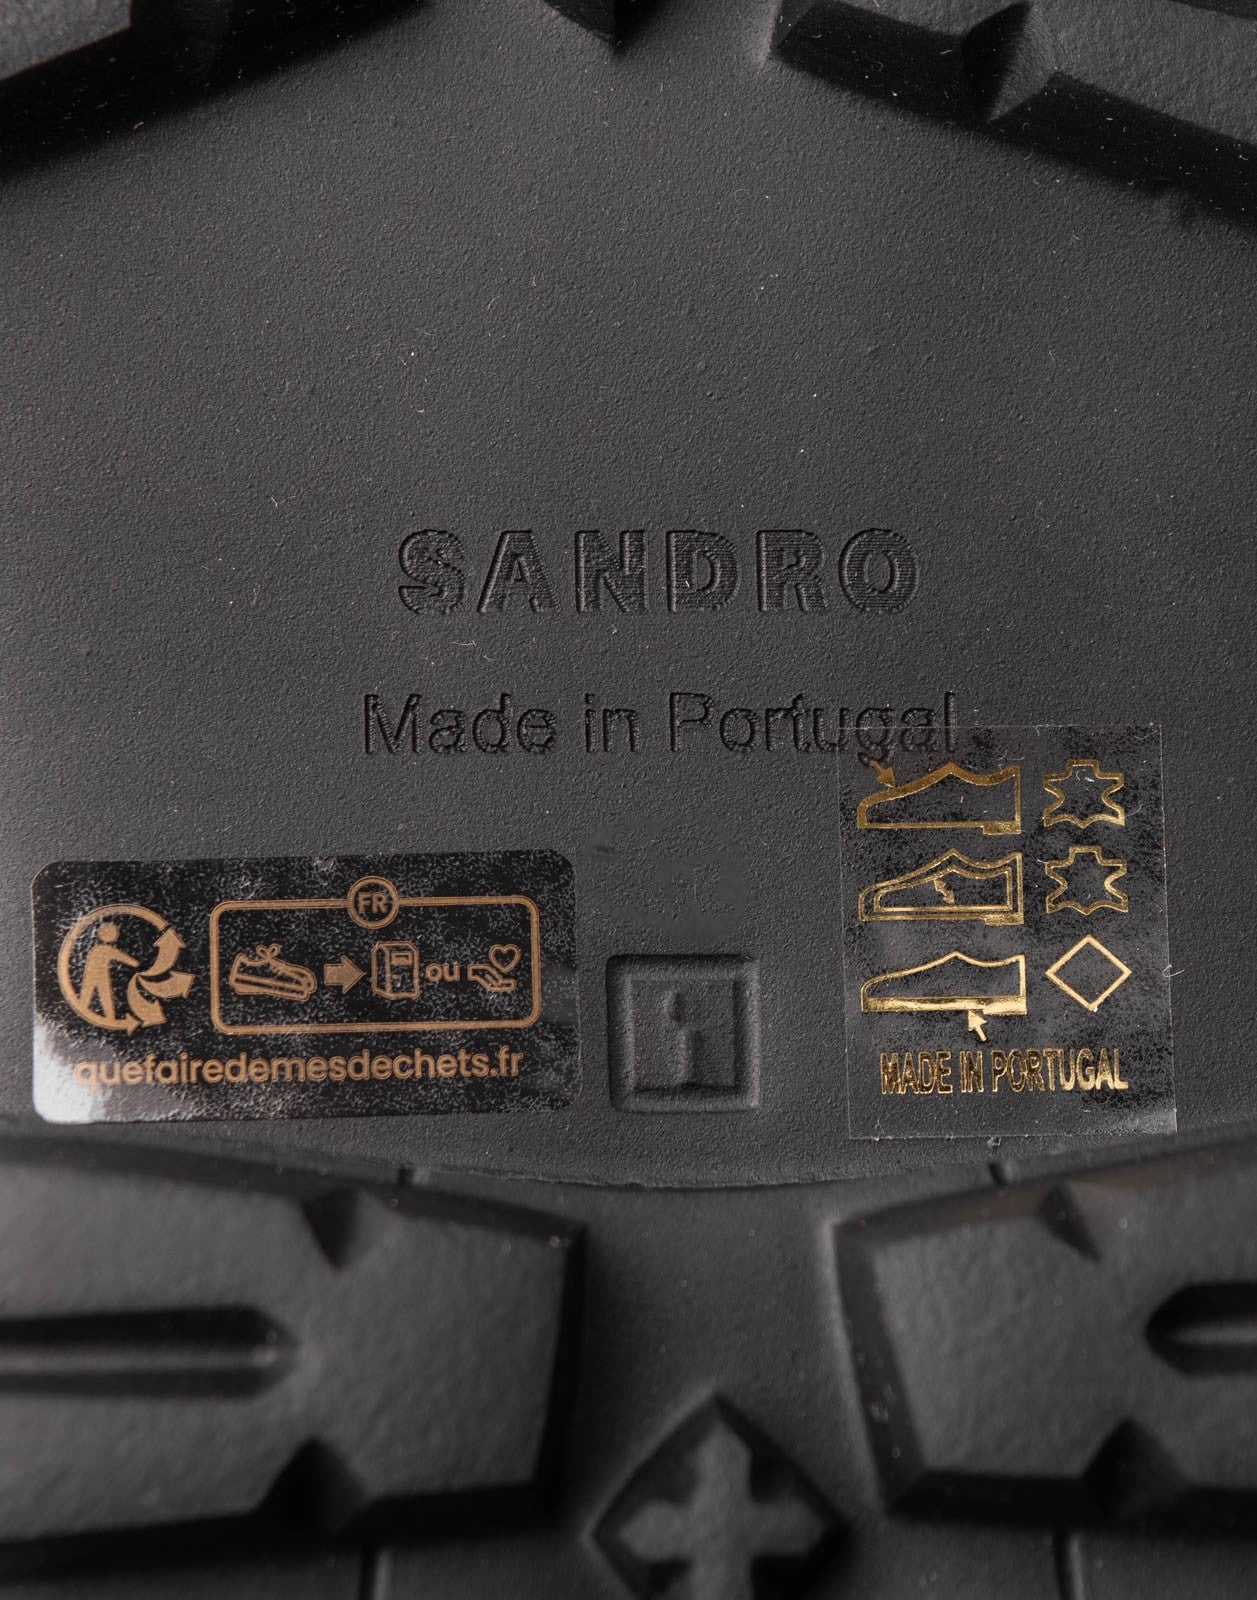 SANDRO
Made in Portugal
FR
ou
quefairedemesdechets.fr
MADE IN PORTUGAL